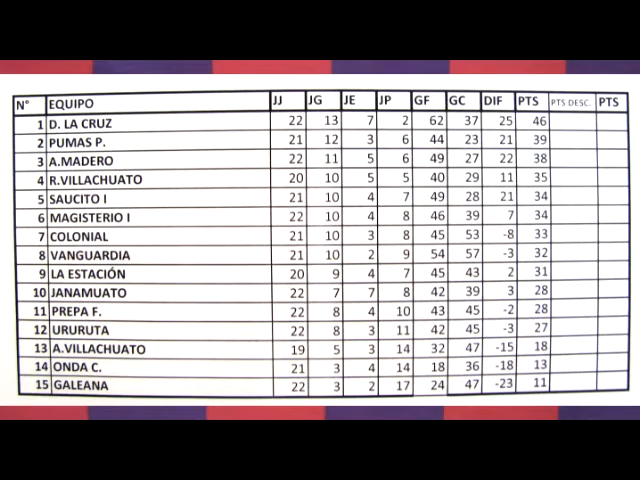 N° EQUIPO JJ JG JE JP GF GC DIF PTS PTS DESC. PTS
1 D. LA CRUZ 22 13 7 2 62 37 25 46
2 PUMAS P. 21 12 3 6 44 23 21 39
3 A.MADERO 22 11 5 6 49 27 22 38
4 R.VILLACHUATO 20 10 5 5 40 29 11 35
5 SAUCITO I 21 10 4 7 49 28 21 34
6 MAGISTERIO I 22 10 4 8 46 39 7 34
7 COLONIAL 21 10 3 8 45 53 -8 33
8 VANGUARDIA 21 10 2 9 54 57 -3 32
9 LA ESTACIÓN 20 9 4 7 45 43 2 31
10 JANAMUATO 22 7 7 8 42 39 3 28
11 PREPA F. 22 8 4 10 43 45 -2 28
12 URURUTA 22 8 3 11 42 45 -3 27
13 A.VILLACHUATO 19 5 3 14 32 47 -15 18
14 ONDA C. 21 3 4 14 18 36 -18 13
15 GALEANA 22 3 2 17 24 47 -23 11